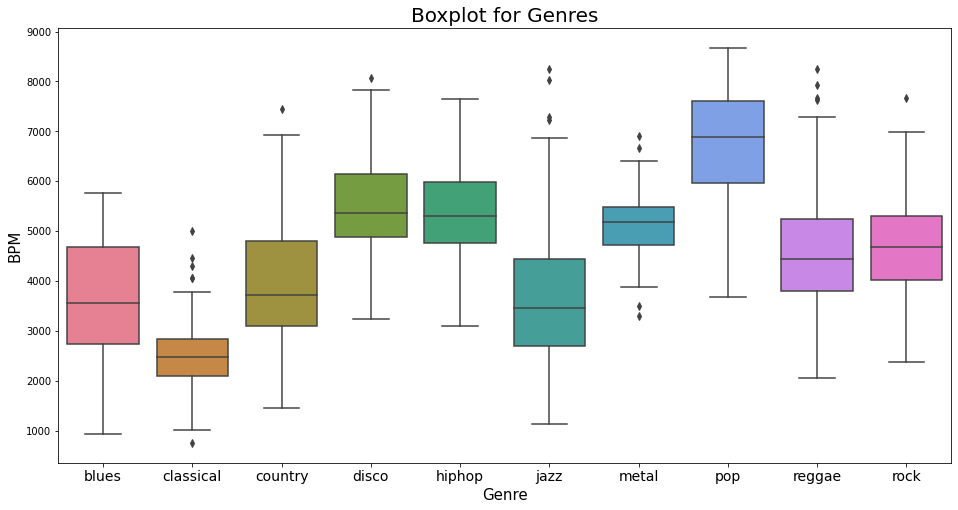 Boxplot for Genres
9000
8000
7000
6000
5000
4000
3000
2000
1000
BPM
blues classical country disco hiphop jazz metal pop reggae rock
Genre